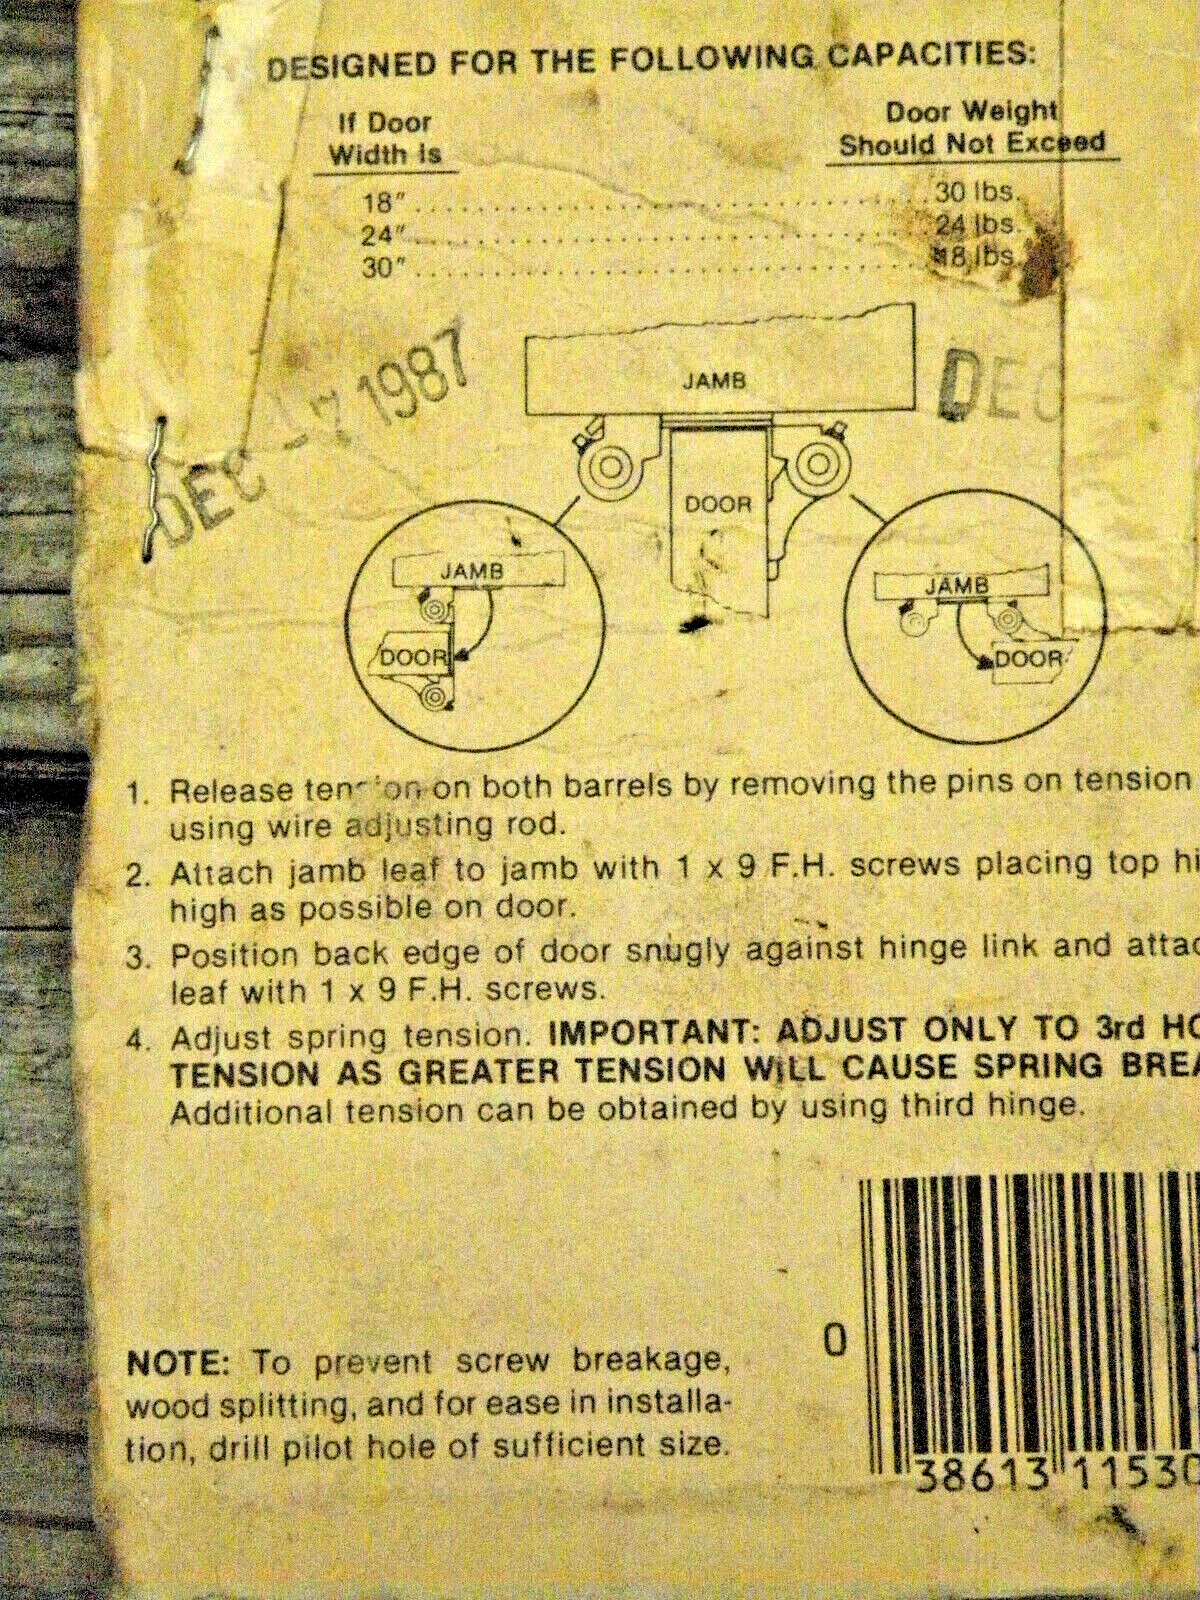 DESIGNED FOR THE FOLLOWING CAPACITIES:
If Door
Width Is
Door Weight
Should Not Exceed
18" 30 lbs.
24" 24 lbs.
30" 18 lbs.
DEC -7 1987
DEC
JAMB
DOOR
JAMB
DOOR
JAMB
DOOR
1. Release tension on both barrels by removing the pins on tension
using wire adjusting rod.
2. Attach jamb leaf to jamb with 1 x 9 F.H. screws placing top hi
high as possible on door.
3. Position back edge of door snugly against hinge link and attac
leaf with 1 x 9 F.H. screws.
4. Adjust spring tension. IMPORTANT: ADJUST ONLY TO 3rd HO
TENSION AS GREATER TENSION WILL CAUSE SPRING BREA
Additional tension can be obtained by using third hinge.
NOTE: To prevent screw breakage,
wood splitting, and for ease in installa-
tion, drill pilot hole of sufficient size.
0
38613 11530